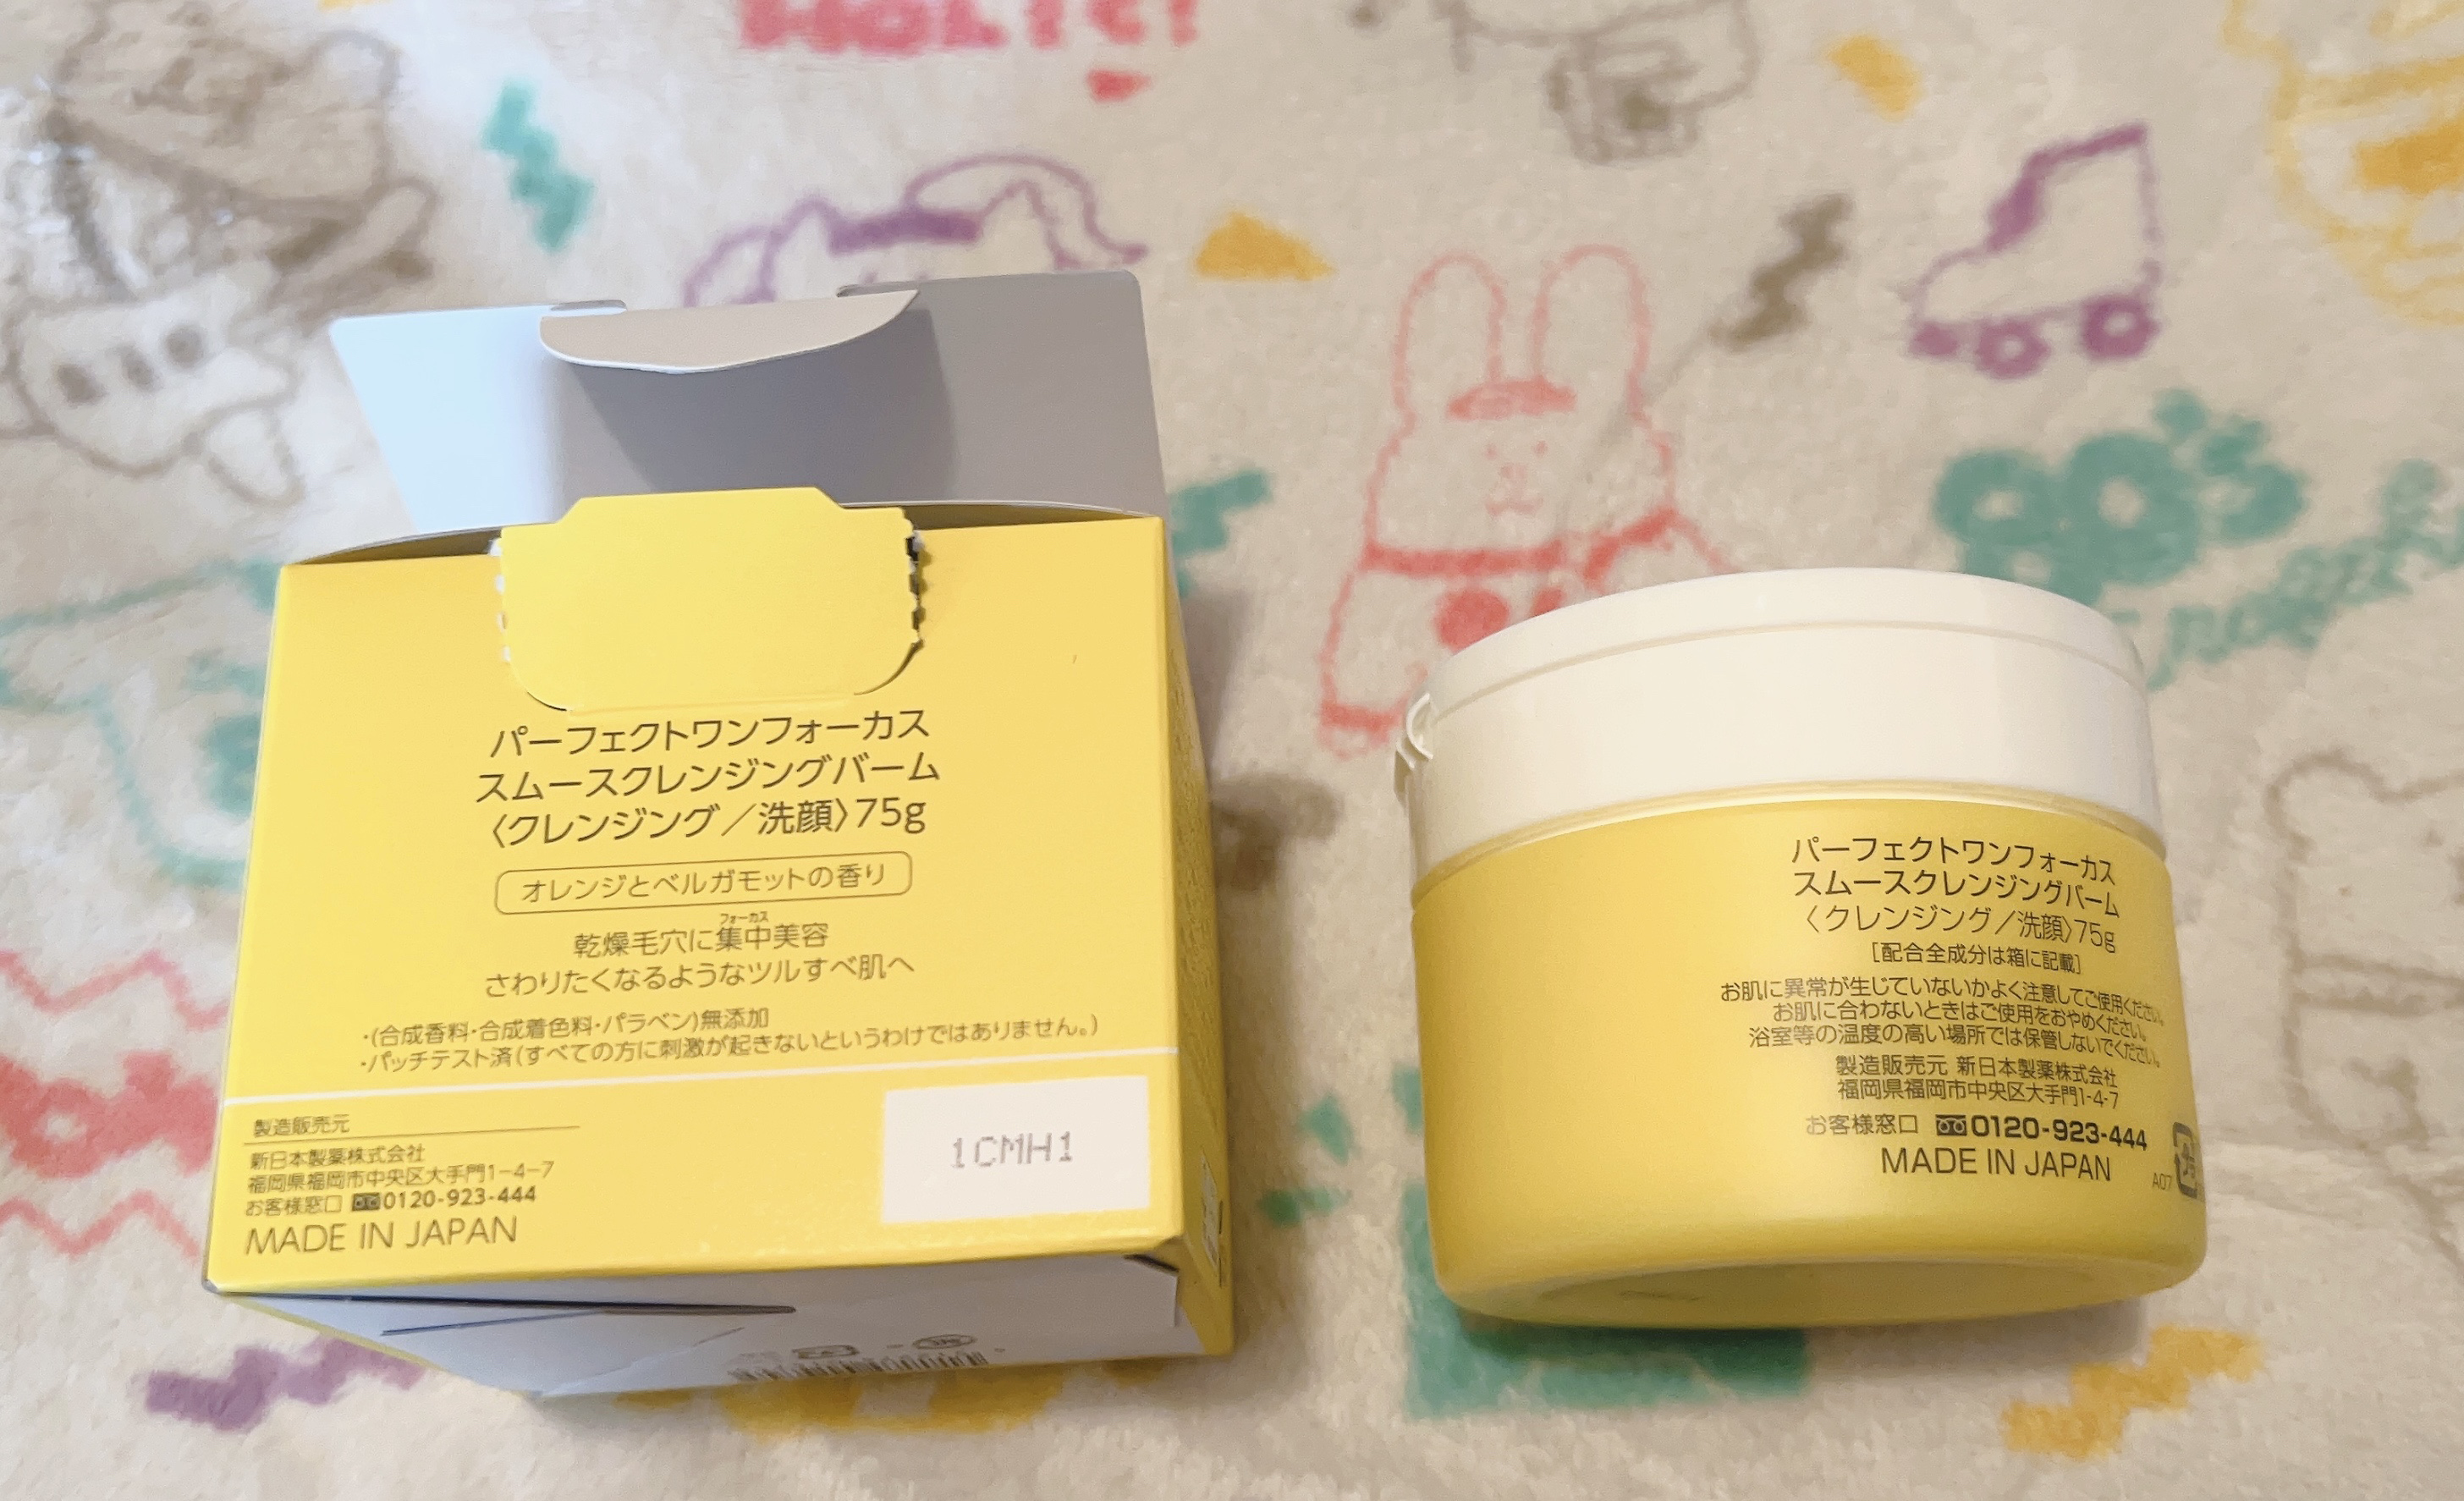 パーフェクトワンフォーカス
スムースクレンジングバーム
〈クレンジング／洗顔〉75g
オレンジとベルガモットの香り
フォーカス
乾燥毛穴に集中美容
さわりたくなるようなツルすべ肌へ
・(合成香料・合成着色料・パラベン)無添加
・パッチテスト済(すべての方に刺激が起きないというわけではありません。)
製造販売元
新日本製薬株式会社
福岡県福岡市中央区大手門1-4-7
お客様窓口 0120-923-444
MADE IN JAPAN
1CMH1
パーフェクトワンフォーカス
スムースクレンジングバーム
〈クレンジング／洗顔〉75g
[配合全成分は箱に記載]
お肌に異常が生じていないかよく注意してご使用ください。
お肌に合わないときはご使用をおやめください。
浴室等の温度の高い場所では保管しないでください。
製造販売元 新日本製薬株式会社
福岡県福岡市中央区大手門1-4-7
お客様窓口 0120-923-444
MADE IN JAPAN
A07